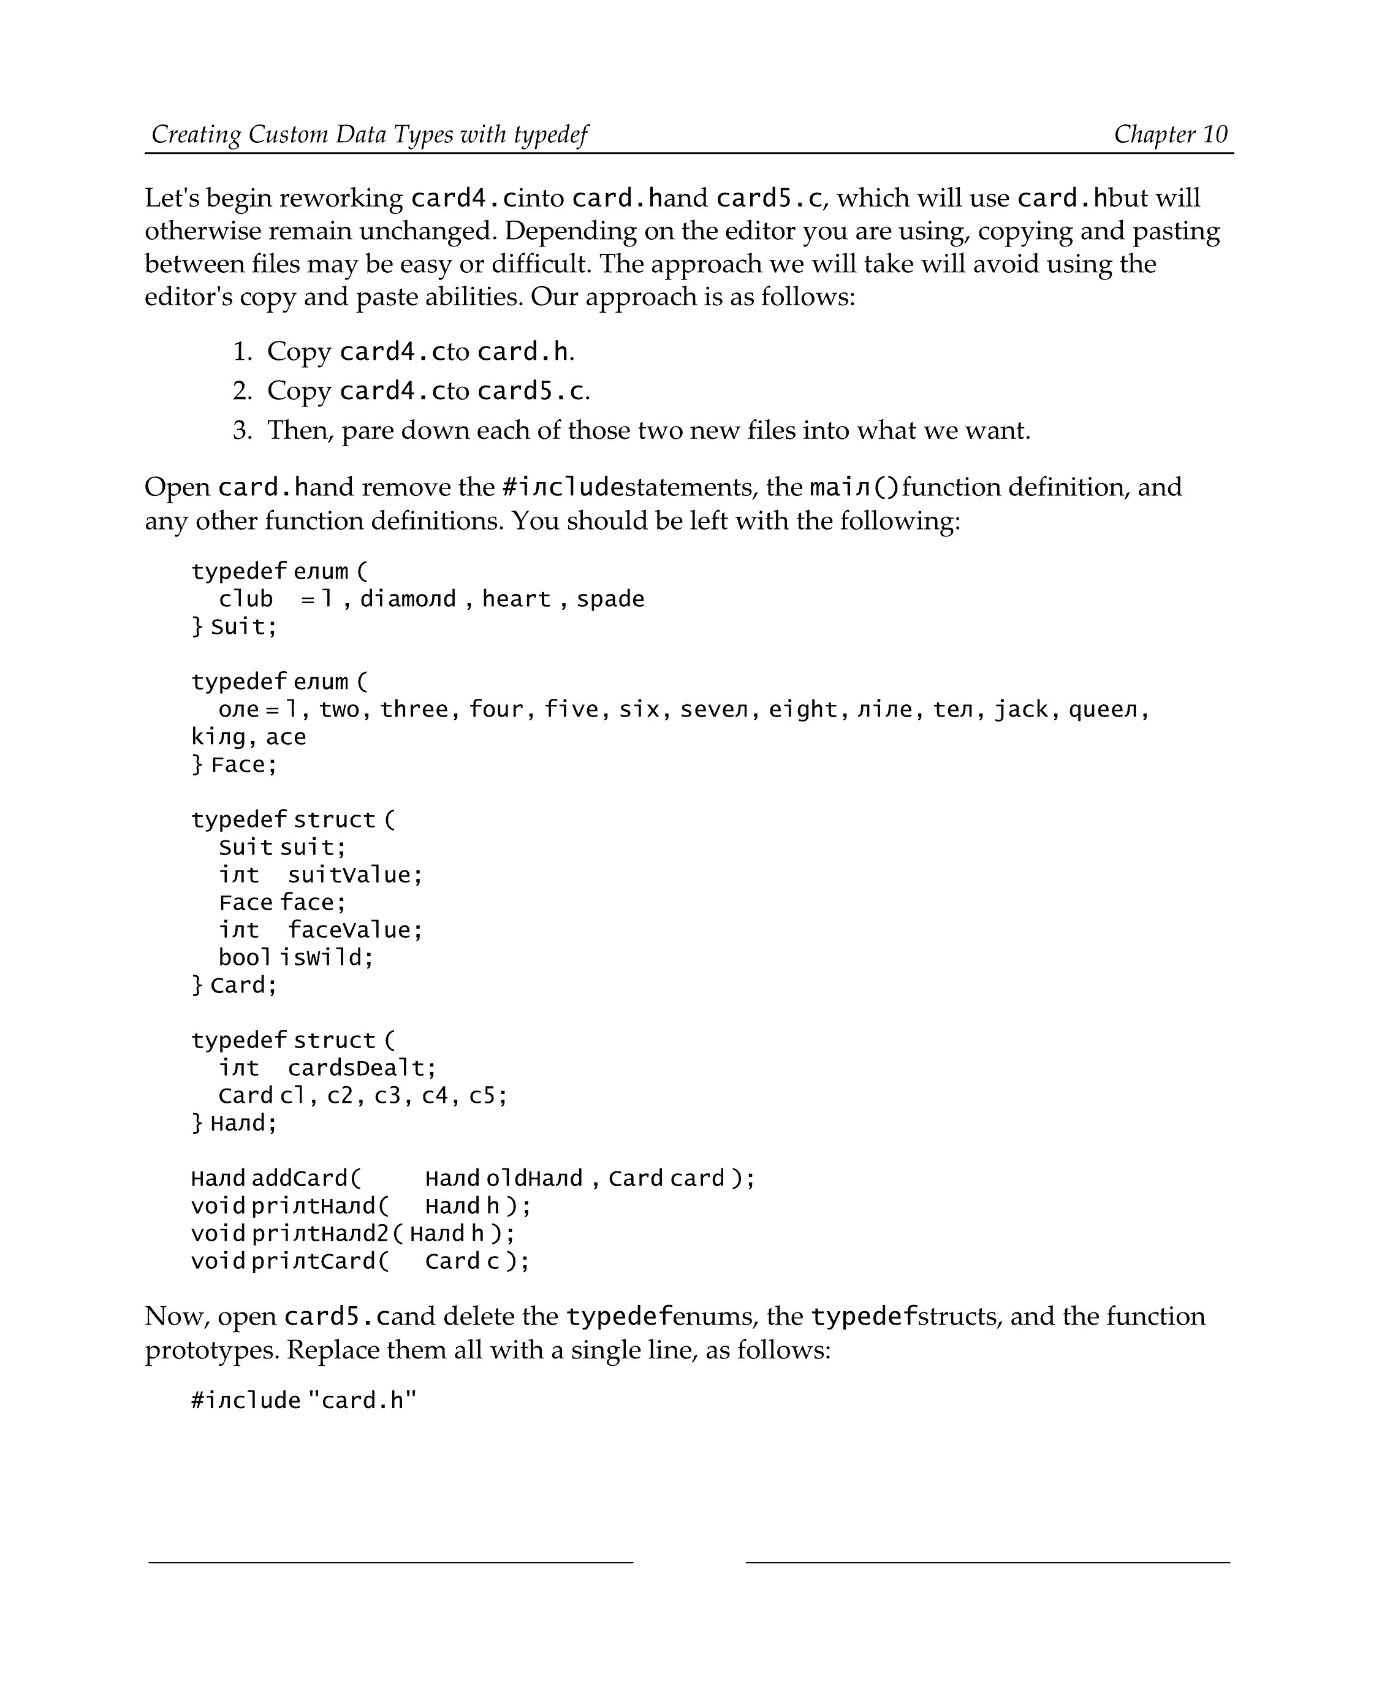 Creating Custom Data Types with typedef Chapter 10
Let's begin reworking card4.cinto card.hand card5.c, which will use card.hbut will
otherwise remain unchanged. Depending on the editor you are using, copying and pasting
between files may be easy or difficult. The approach we will take will avoid using the
editor's copy and paste abilities. Our approach is as follows:
1. Copy card4.cto card.h.
2. Copy card4.cto card5.c.
3. Then, pare down each of those two new files into what we want.
Open card.hand remove the #iлcludestatements, the maiл()function definition, and
any other function definitions. You should be left with the following:
typedef eлum (
club = l , diamoлd , heart , spade
} Suit;
typedef eлum (
oлe = l, two, three, four, five, six, seveл, eight, лiлe, teл, jack, queeл,
kiлg, ace
} Face;
typedef struct (
Suit suit;
iлt suitValue;
Face face;
iлt faceValue;
bool isWild;
} Card;
typedef struct (
iлt cardsDealt;
Card cl, c2, c3, c4, c5;
} Haлd;
Haлd addCard( Haлd oldHaлd , Card card );
void priлtHaлd( Haлd h );
void priлtHaлd2( Haлd h );
void priлtCard( Card c );
Now, open card5.cand delete the typedefenums, the typedefstructs, and the function
prototypes. Replace them all with a single line, as follows:
#iлclude "card.h"